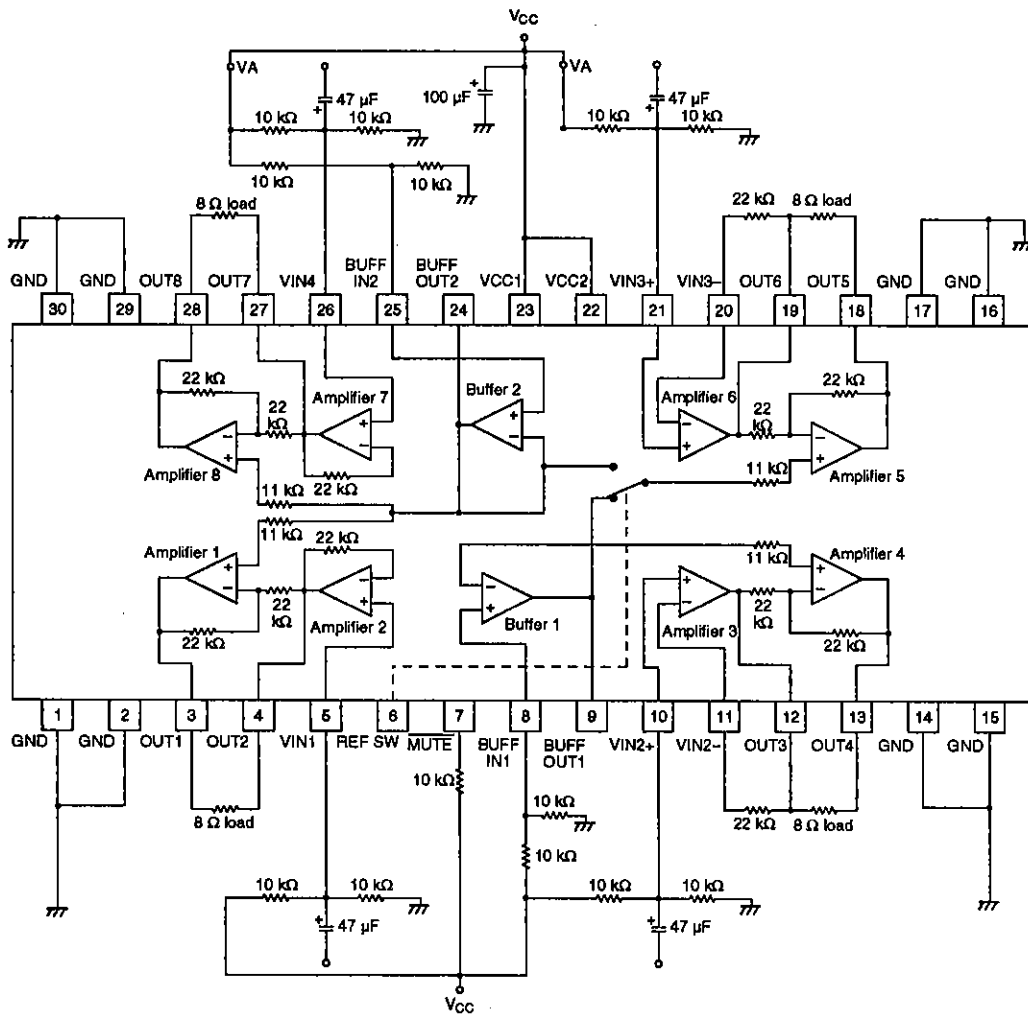 VCC
VA
VA
47 µF
100 µF
47 µF
10 kΩ
10 kΩ
10 kΩ
10 kΩ
10 kΩ
10 kΩ
8 Ω load
22 kΩ
8 Ω load
GND
GND
OUT8
OUT7
VIN4
BUFF IN2
BUFF OUT2
VCC1
VCC2
VIN3+
VIN3−
OUT6
OUT5
GND
GND
30
29
28
27
26
25
24
23
22
21
20
19
18
17
16
22 kΩ
22 kΩ
Amplifier 7
+
−
Buffer 2
+
−
Amplifier 6
−
+
22 kΩ
22 kΩ
−
+
−
+
Amplifier 8
22 kΩ
11 kΩ
Amplifier 5
11 kΩ
11 kΩ
Amplifier 1
+
−
22 kΩ
22 kΩ
−
+
Amplifier 2
22 kΩ
−
+
Buffer 1
+
−
Amplifier 3
11 kΩ
Amplifier 4
+
−
22 kΩ
22 kΩ
1
2
3
4
5
6
7
8
9
10
11
12
13
14
15
GND
GND
OUT1
OUT2
VIN1
REF SW
MUTE
BUFF IN1
BUFF OUT1
VIN2+
VIN2−
OUT3
OUT4
GND
GND
8 Ω load
10 kΩ
10 kΩ
10 kΩ
22 kΩ
8 Ω load
10 kΩ
10 kΩ
10 kΩ
10 kΩ
+
47 µF
+
47 µF
VCC